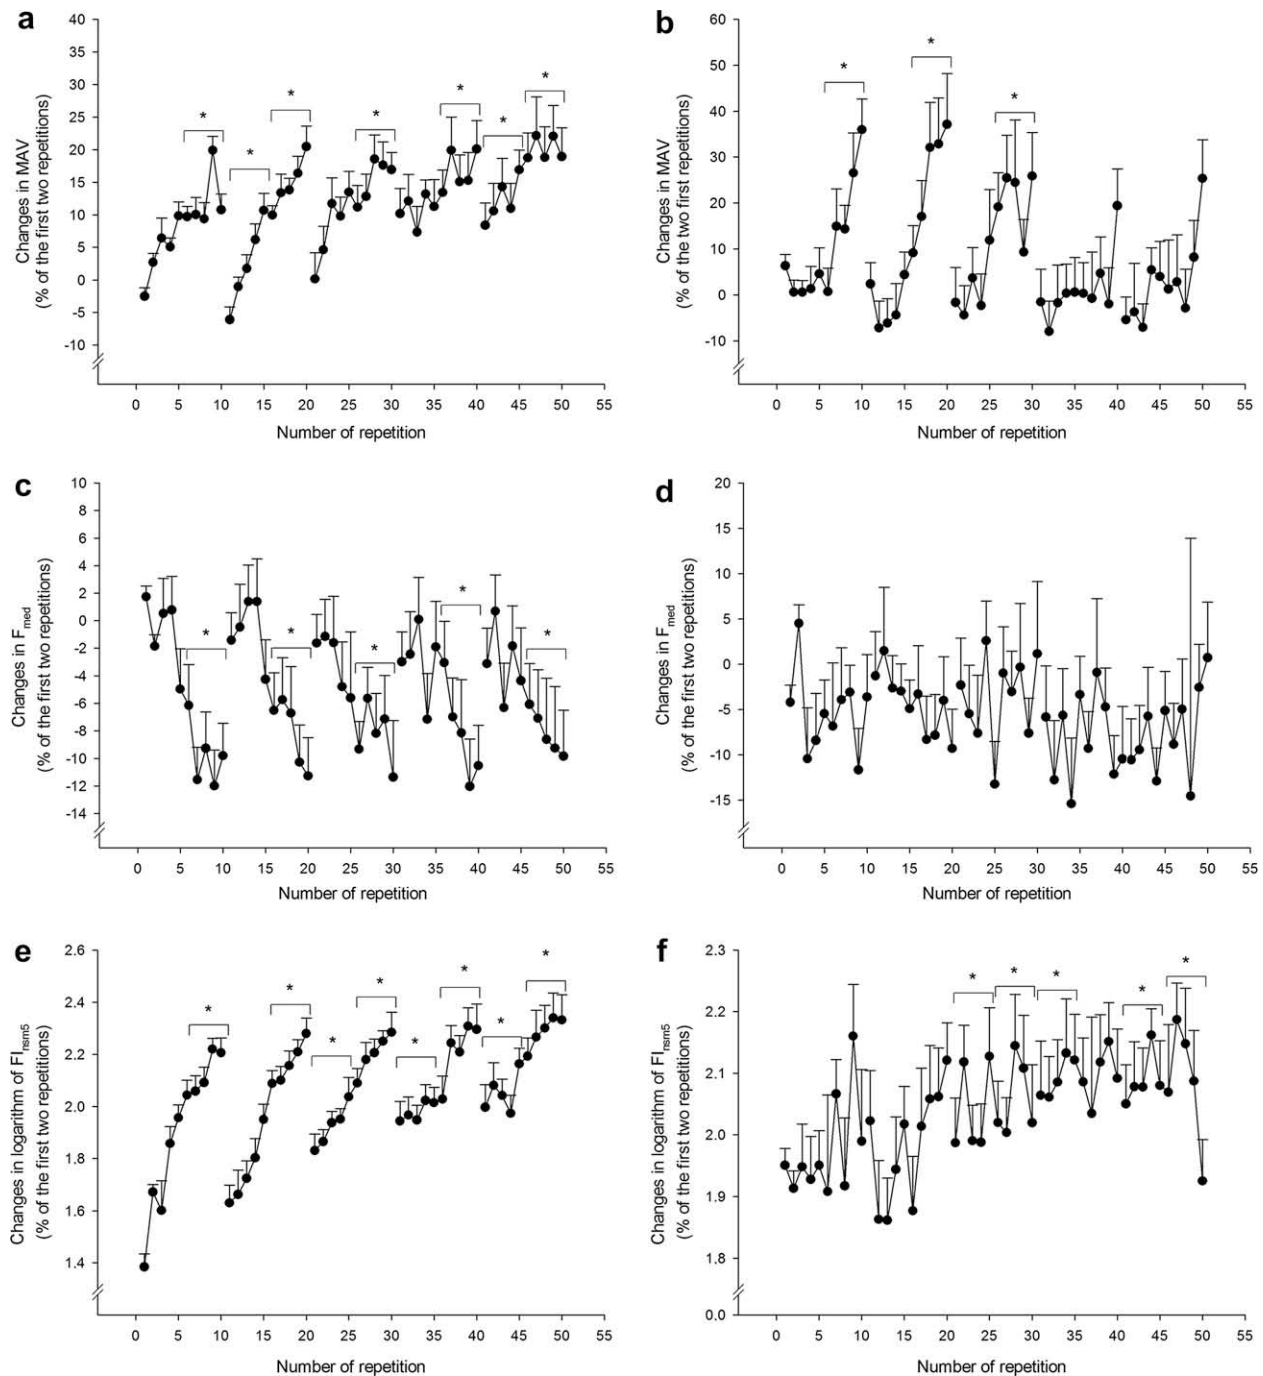 a
40
35
30
25
20
15
10
5
0
-5
-10
Changes in MAV
(% of the first two repetitions)
* * * * * *
0 5 10 15 20 25 30 35 40 45 50 55
Number of repetition
b
60
50
40
30
20
10
0
-10
Changes in MAV
(% of the two first repetitions)
* * *
0 5 10 15 20 25 30 35 40 45 50 55
Number of repetition
c
10
8
6
4
2
0
-2
-4
-6
-8
-10
-12
-14
Changes in Fmed
(% of the first two repetitions)
* * * * *
0 5 10 15 20 25 30 35 40 45 50 55
Number of repetition
d
20
15
10
5
0
-5
-10
-15
Changes in Fmed
(% of the first two repetitions)
0 5 10 15 20 25 30 35 40 45 50 55
Number of repetition
e
2.6
2.4
2.2
2.0
1.8
1.6
1.4
Changes in logarithm of FInsm5
(% of the first two repetitions)
* * * * * * * *
0 5 10 15 20 25 30 35 40 45 50 55
Number of repetition
f
2.3
2.2
2.1
2.0
1.9
1.8
0.0
Changes in logarithm of FInsm5
(% of the first two repetitions)
* * * * *
0 5 10 15 20 25 30 35 40 45 50 55
Number of repetition